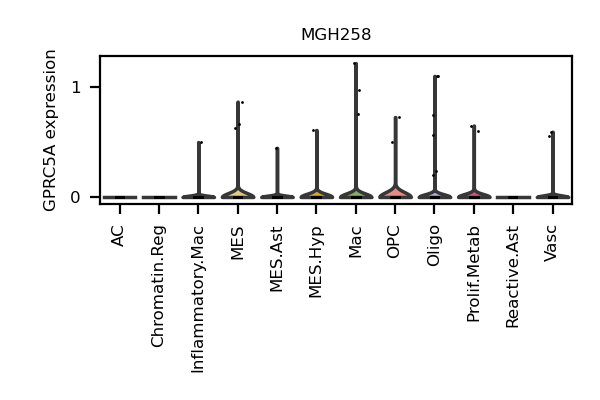 MGH258
GPRC5A expression
1
0
AC
Chromatin.Reg
Inflammatory.Mac
MES
MES.Ast
MES.Hyp
Mac
OPC
Oligo
Prolif.Metab
Reactive.Ast
Vasc